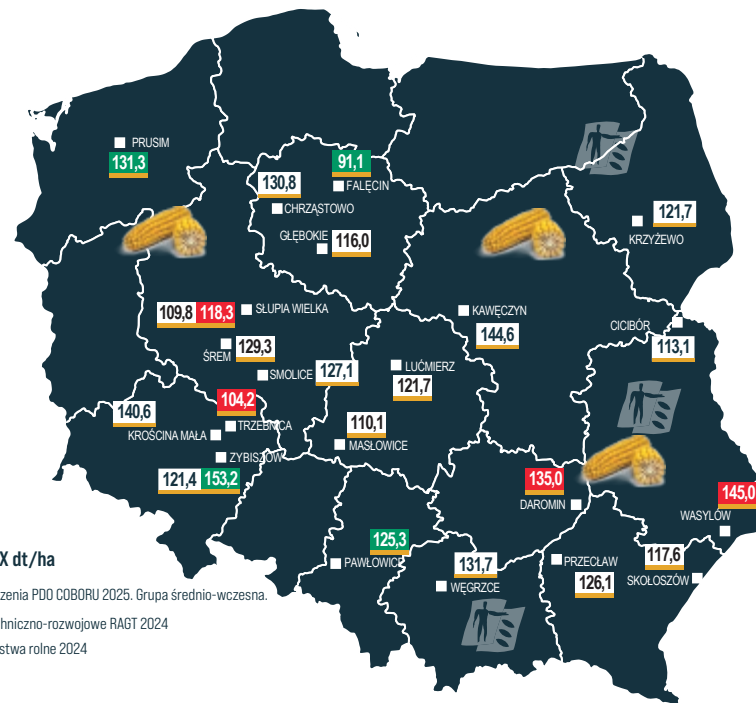 PRUSIM
131,3
91,1
FALĘCIN
130,8
CHRZĄSTOWO
GŁĘBOKIE
116,0
121,7
KRZYŻEWO
SŁUPIA WIELKA
109,8 118,3
KAWĘCZYN
144,6
CICIBÓR
113,1
ŚREM
129,3
SMOLICE
127,1
LUĆMIERZ
121,7
104,2
TRZEBNICA
140,6
KROŚCINA MAŁA
110,1
MASŁOWICE
ZYBISZÓW
121,4 153,2
135,0
DAROMIN
145,0
WASYLÓW
125,3
PAWŁOWICE
131,7
WĘGRZCE
PRZECŁAW
126,1
117,6
SKOŁOSZÓW
X dt/ha
zenia PDO COBORU 2025. Grupa średnio-wczesna.
hniczno-rozwojowe RAGT 2024
stwa rolne 2024